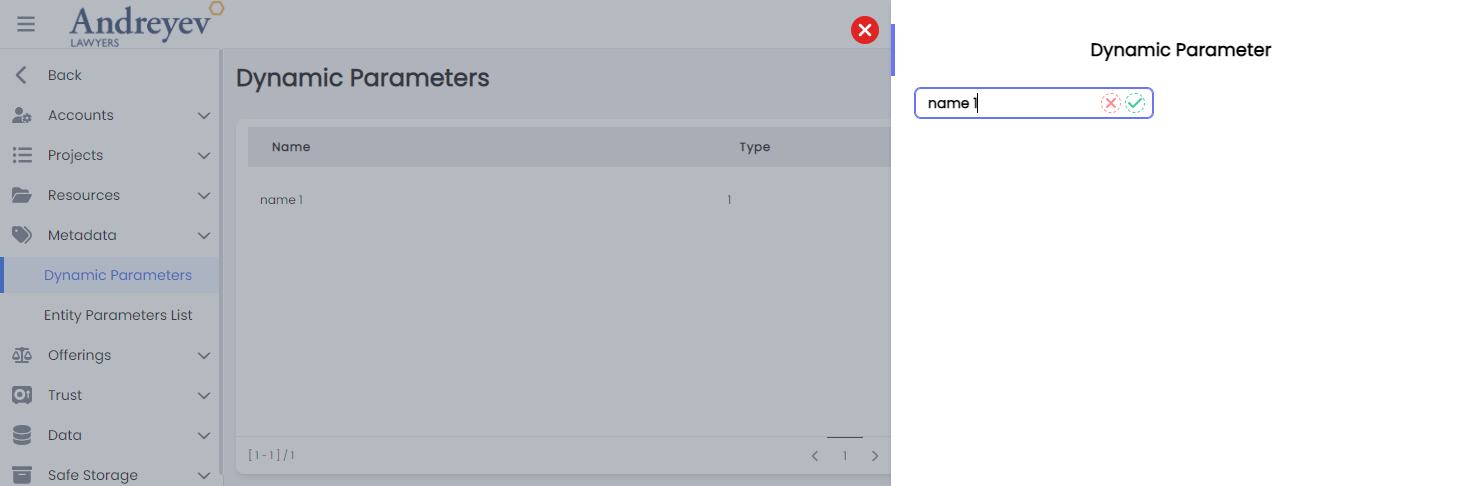 Andreyev
LAWYERS
Back
Accounts
Projects
Resources
Metadata
Dynamic Parameters
Entity Parameters List
Offerings
Trust
Data
Safe Storage
Dynamic Parameters
Name Type
name 1 1
[ 1 - 1 ] / 1
1
Dynamic Parameter
name 1